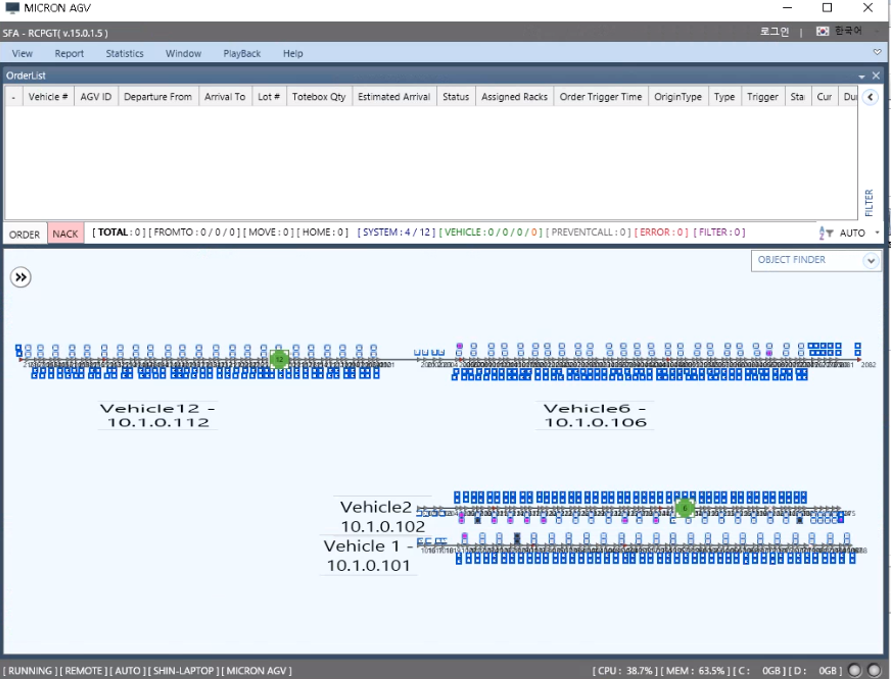 MICRON AGV
SFA - RCPGT( v.15.0.1.5 )
로그인 | 한국어
View Report Statistics Window PlayBack Help
OrderList
- Vehicle # AGV ID Departure From Arrival To Lot # Totebox Qty Estimated Arrival Status Assigned Racks Order Trigger Time OriginType Type Trigger Sta Cur Dur
FILTER
ORDER NACK [ TOTAL : 0 ] [ FROMTO : 0 / 0 / 0 ] [ MOVE : 0 ] [ HOME : 0 ] [ SYSTEM : 4 / 12 ] [ VEHICLE : 0 / 0 / 0 / 0 ] [ PREVENTCALL : 0 ] [ ERROR : 0 ] [ FILTER : 0 ] AUTO
OBJECT FINDER
12
2082
Vehicle12 -
10.1.0.112
Vehicle6 -
10.1.0.106
Vehicle2
10.1.0.102
6
Vehicle 1 -
10.1.0.101
[ RUNNING ] [ REMOTE ] [ AUTO ] [ SHIN-LAPTOP ] [ MICRON AGV ] [ CPU : 38.7% ] [ MEM : 63.5% ] [ C : 0GB ] [ D : 0GB ]